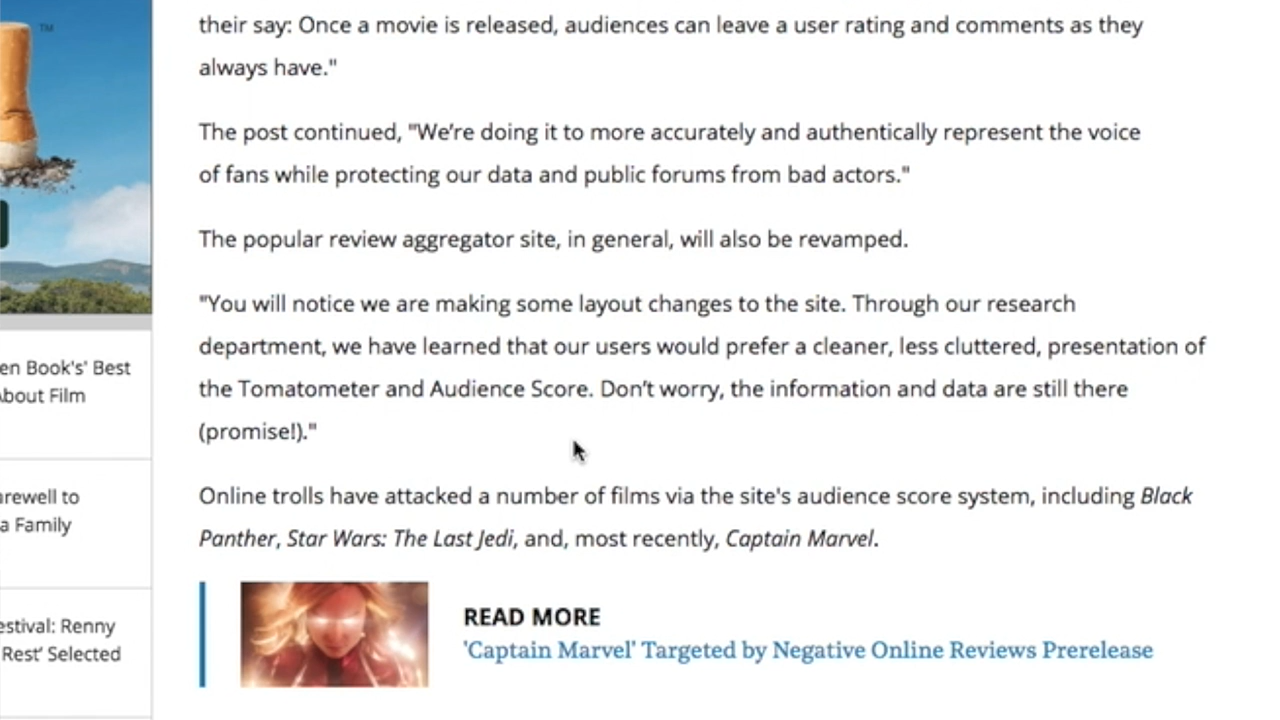 TM
their say: Once a movie is released, audiences can leave a user rating and comments as they
always have."
The post continued, "We're doing it to more accurately and authentically represent the voice
of fans while protecting our data and public forums from bad actors."
The popular review aggregator site, in general, will also be revamped.
"You will notice we are making some layout changes to the site. Through our research
department, we have learned that our users would prefer a cleaner, less cluttered, presentation of
the Tomatometer and Audience Score. Don't worry, the information and data are still there
(promise!)."
Online trolls have attacked a number of films via the site's audience score system, including Black
Panther, Star Wars: The Last Jedi, and, most recently, Captain Marvel.
READ MORE
'Captain Marvel' Targeted by Negative Online Reviews Prerelease
en Book's' Best
About Film
arewell to
a Family
estival: Renny
Rest' Selected